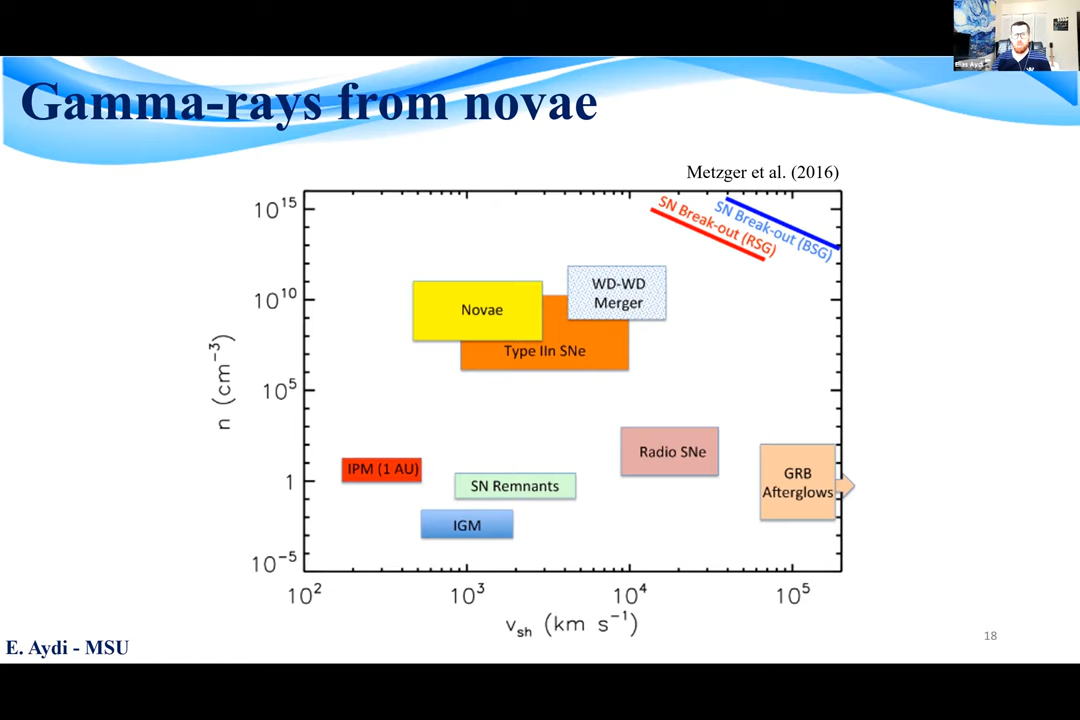 Elias Aydi
Gamma-rays from novae
Metzger et al. (2016)
10^15
10^10
10^5
1
10^-5
n (cm^-3)
SN Break-out (RSG)
SN Break-out (BSG)
WD-WD
Merger
Novae
Type IIn SNe
Radio SNe
IPM (1 AU)
SN Remnants
GRB
Afterglows
IGM
10^2
10^3
10^4
10^5
v_sh (km s^-1)
E. Aydi - MSU
18